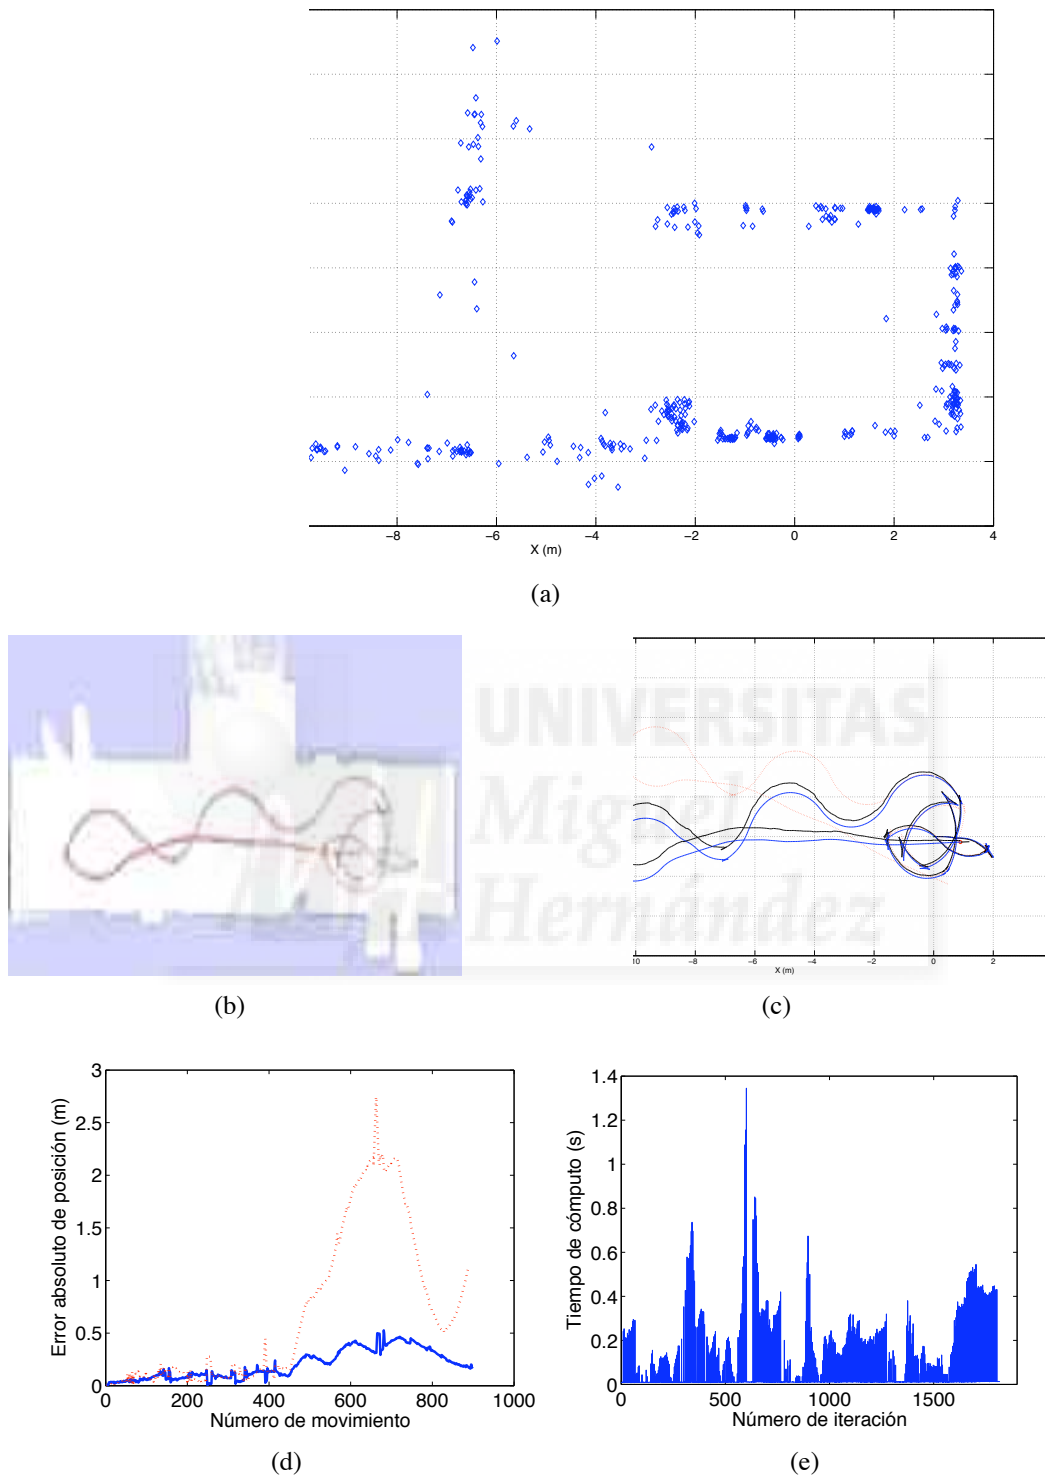 −8 −6 −4 −2 0 2 4
X (m)
(a)
UNIVERSITAS
Miguel
Hernández
10 −8 −6 −4 −2 0 2
X (m)
(b) (c)
3
2.5
2
1.5
1
0.5
0
0 200 400 600 800 1000
Error absoluto de posición (m)
Número de movimiento
(d)
1.4
1.2
1
0.8
0.6
0.4
0.2
0
0 500 1000 1500
Tiempo de cómputo (s)
Número de iteración
(e)